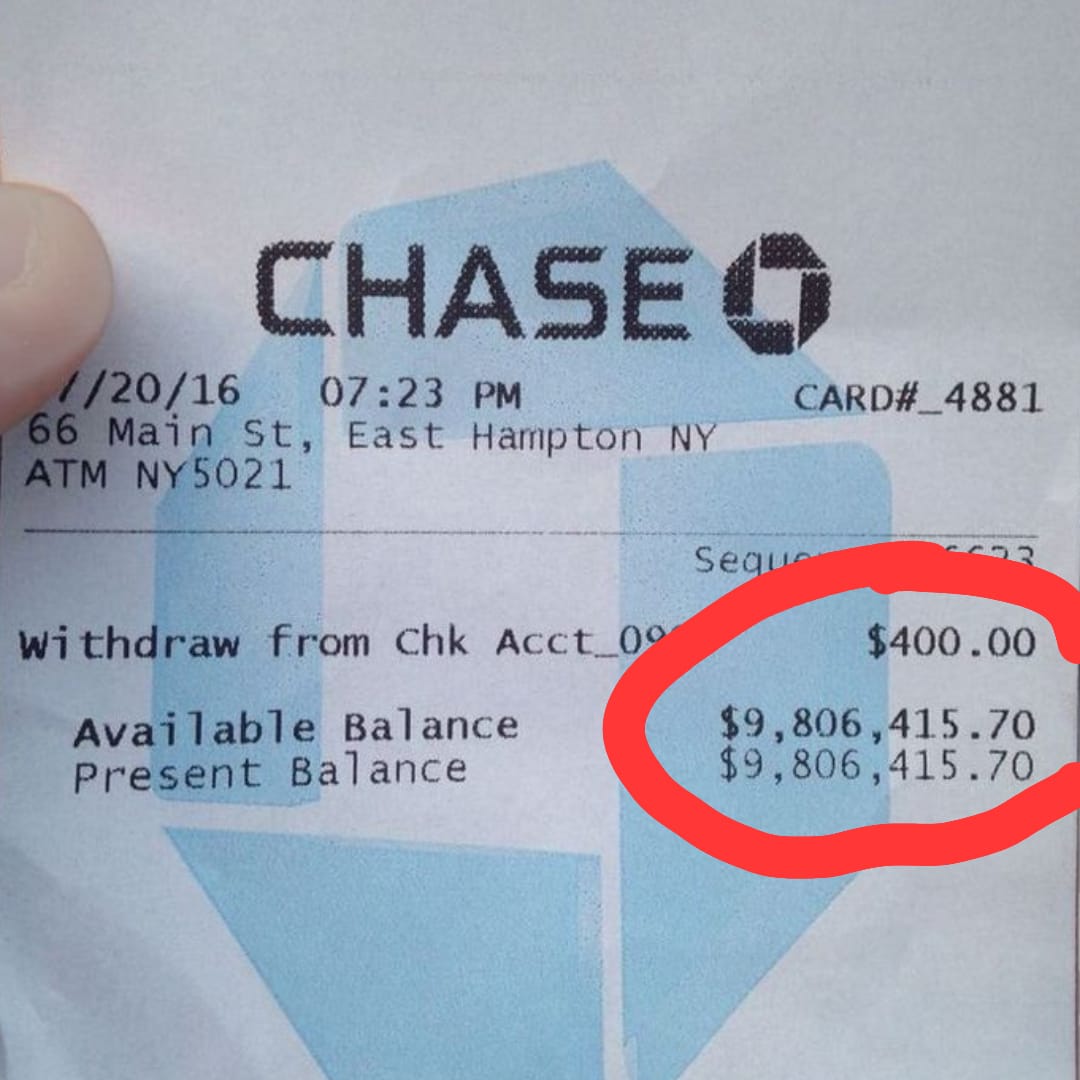 CHASE
/20/16 07:23 PM CARD#_4881
66 Main St, East Hampton NY
ATM NY5021
Withdraw from Chk $400.00
Available Balance $9,806,415.70
Present Balance $9,806,415.70